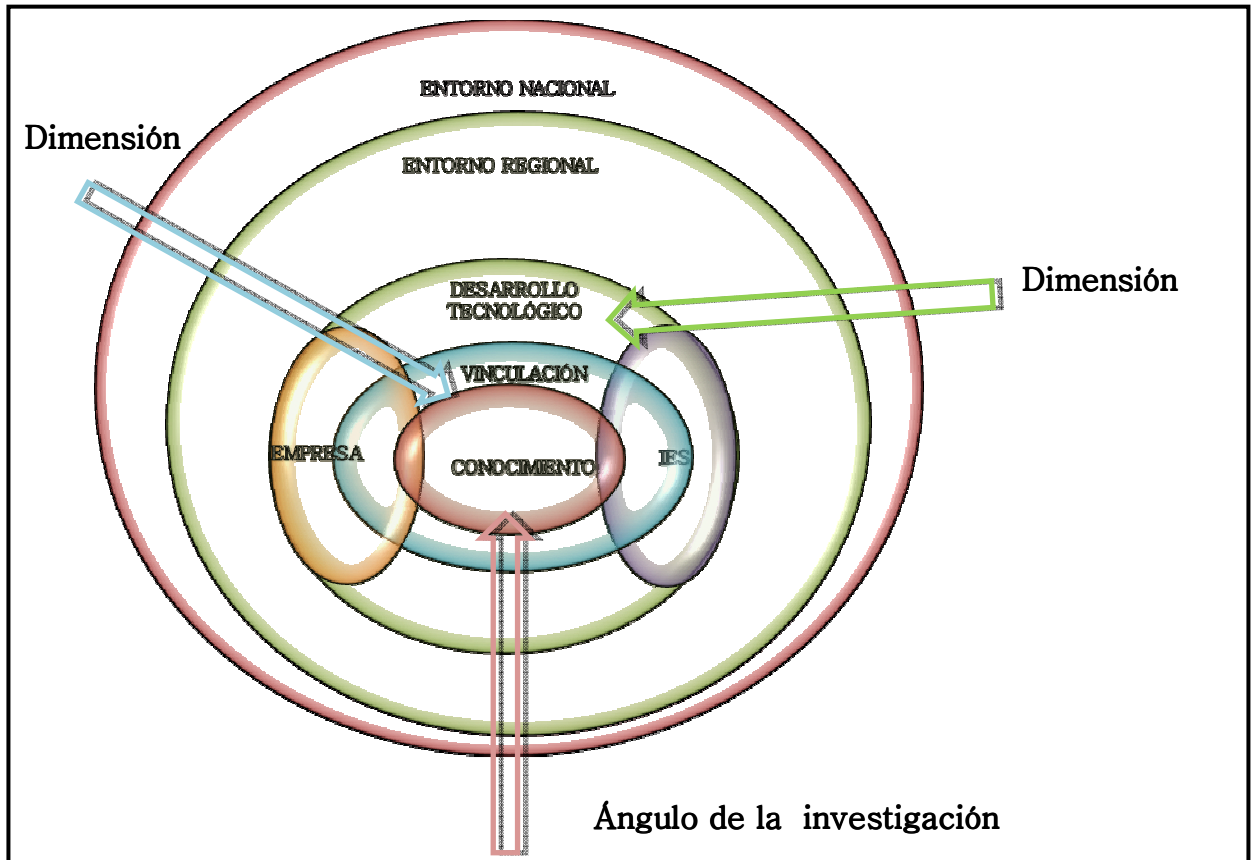 ENTORNO NACIONAL
Dimensión
ENTORNO REGIONAL
Dimensión
DESARROLLO
TECNOLÓGICO
VINCULACIÓN
EMPRESA
CONOCIMIENTO
IES
Ángulo de la investigación